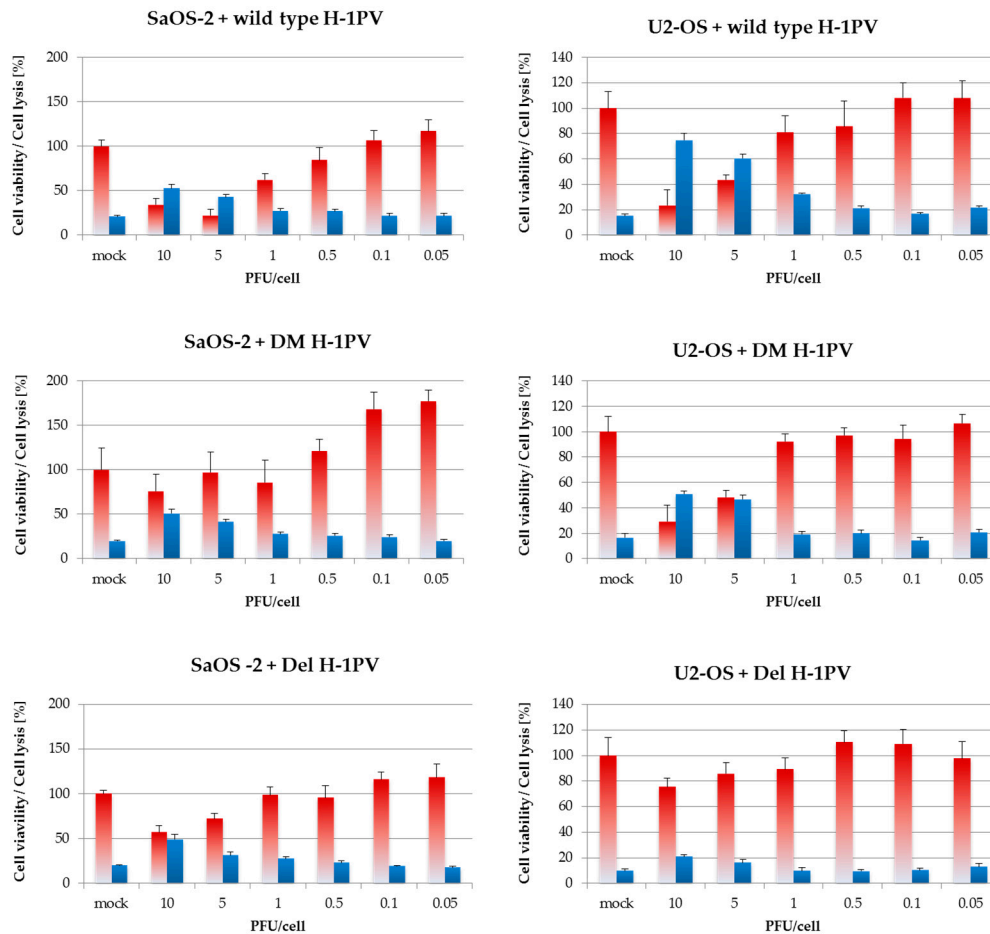 SaOS-2 + wild type H-1PV
Cell viability / Cell lysis [%]
200
150
100
50
0
mock 10 5 1 0.5 0.1 0.05
PFU/cell
U2-OS + wild type H-1PV
Cell viability / Cell lysis [%]
140
120
100
80
60
40
20
0
mock 10 5 1 0.5 0.1 0.05
PFU/cell
SaOS-2 + DM H-1PV
Cell viability / Cell lysis [%]
200
150
100
50
0
mock 10 5 1 0.5 0.1 0.05
PFU/cell
U2-OS + DM H-1PV
Cell viability / Cell lysis [%]
140
120
100
80
60
40
20
0
mock 10 5 1 0.5 0.1 0.05
PFU/cell
SaOS -2 + Del H-1PV
Cell viavility / Cell lysis [%]
200
150
100
50
0
mock 10 5 1 0.5 0.1 0.05
PFU/cell
U2-OS + Del H-1PV
Cell viability / Cell lysis [%]
140
120
100
80
60
40
20
0
mock 10 5 1 0.5 0.1 0.05
PFU/cell